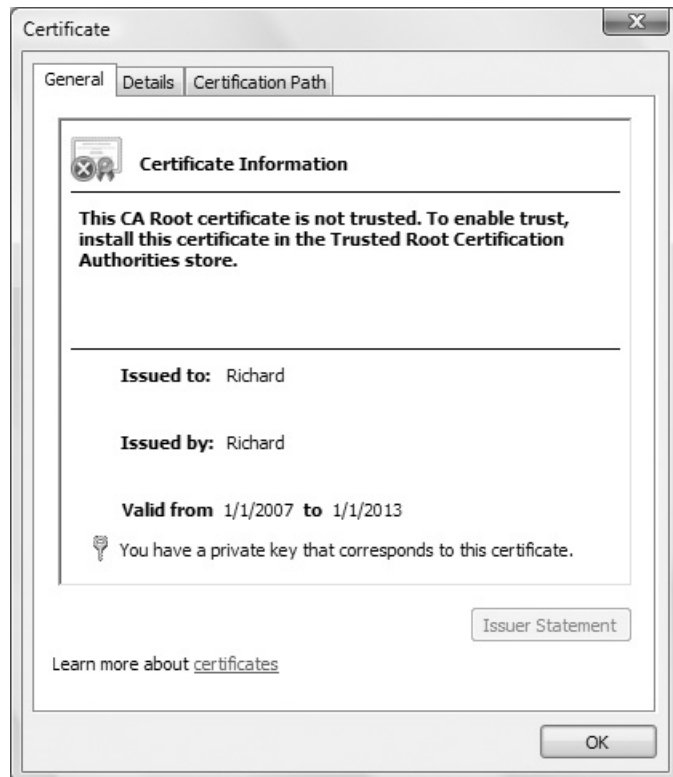 Certificate
General Details Certification Path
Certificate Information
This CA Root certificate is not trusted. To enable trust,
install this certificate in the Trusted Root Certification
Authorities store.
Issued to: Richard
Issued by: Richard
Valid from 1/1/2007 to 1/1/2013
You have a private key that corresponds to this certificate.
Issuer Statement
Learn more about certificates
OK